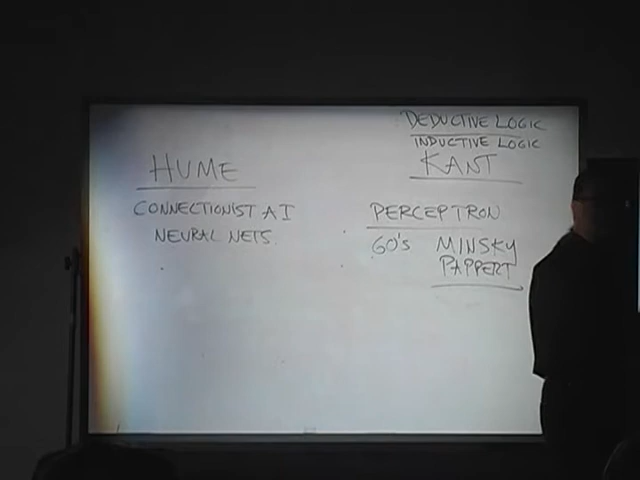 HUME
CONNECTIONIST AI
NEURAL NETS.
DEDUCTIVE LOGIC
INDUCTIVE LOGIC
KANT
PERCEPTRON
60's MINSKY
PAPPERT